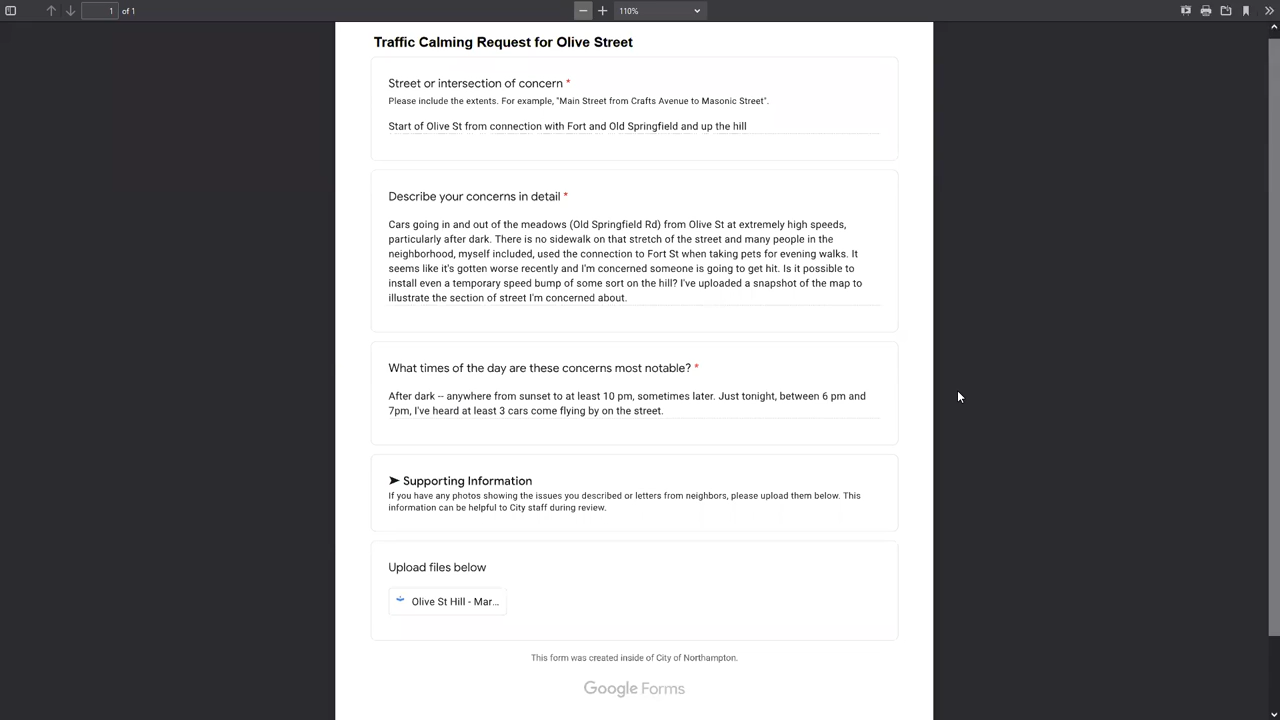 1 of 1
110%
Traffic Calming Request for Olive Street
Street or intersection of concern *
Please include the extents. For example, "Main Street from Crafts Avenue to Masonic Street".
Start of Olive St from connection with Fort and Old Springfield and up the hill
Describe your concerns in detail *
Cars going in and out of the meadows (Old Springfield Rd) from Olive St at extremely high speeds,
particularly after dark. There is no sidewalk on that stretch of the street and many people in the
neighborhood, myself included, used the connection to Fort St when taking pets for evening walks. It
seems like it's gotten worse recently and I'm concerned someone is going to get hit. Is it possible to
install even a temporary speed bump of some sort on the hill? I've uploaded a snapshot of the map to
illustrate the section of street I'm concerned about.
What times of the day are these concerns most notable? *
After dark -- anywhere from sunset to at least 10 pm, sometimes later. Just tonight, between 6 pm and
7pm, I've heard at least 3 cars come flying by on the street.
➤ Supporting Information
If you have any photos showing the issues you described or letters from neighbors, please upload them below. This
information can be helpful to City staff during review.
Upload files below
Olive St Hill - Mar...
This form was created inside of City of Northampton.
Google Forms